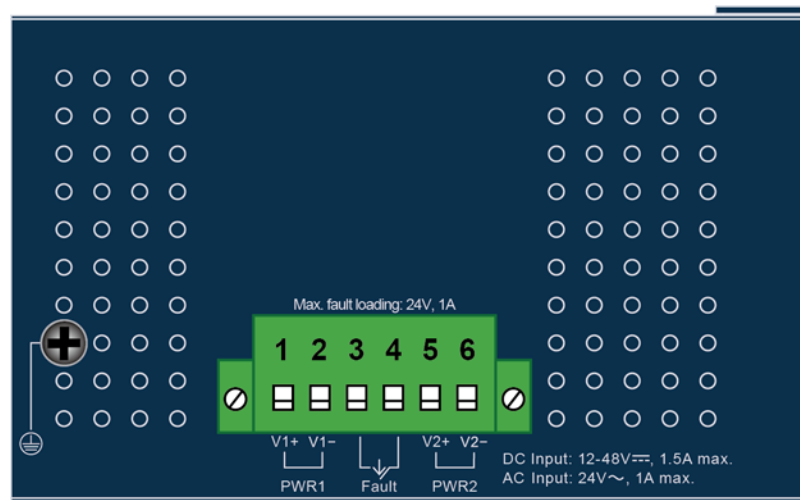 Max. fault loading: 24V, 1A
1 2 3 4 5 6
V1+ V1− V2+ V2−
PWR1 Fault PWR2
DC Input: 12-48V⎓, 1.5A max.
AC Input: 24V～, 1A max.